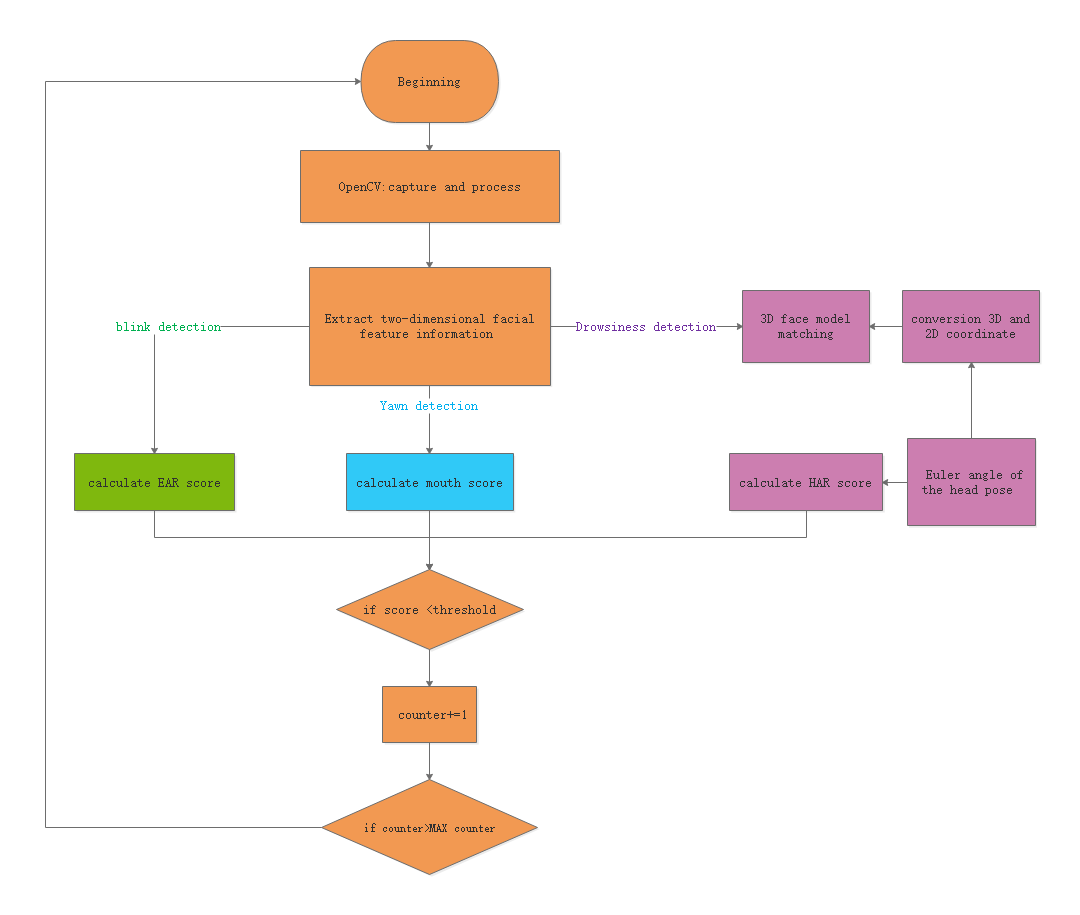 Beginning
OpenCV:capture and process
Extract two-dimensional facial
feature information
blink detection
Drowsiness detection
3D face model
matching
conversion 3D and
2D coordinate
Yawn detection
calculate EAR score
calculate mouth score
calculate HAR score
Euler angle of
the head pose
if score <threshold
counter+=1
if counter>MAX counter